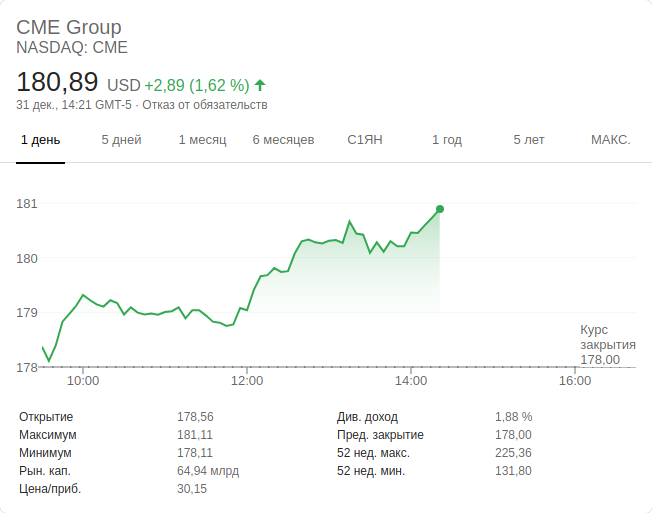 CME Group
NASDAQ: CME
180,89 USD +2,89 (1,62 %)
31 дек., 14:21 GMT-5 · Отказ от обязательств
1 день 5 дней 1 месяц 6 месяцев С1ЯН 1 год 5 лет МАКС.
181
180
179
178
Курс
закрытия
178,00
10:00 12:00 14:00 16:00
Открытие 178,56 Див. доход 1,88 %
Максимум 181,11 Пред. закрытие 178,00
Минимум 178,11 52 нед. макс. 225,36
Рын. кап. 64,94 млрд 52 нед. мин. 131,80
Цена/приб. 30,15